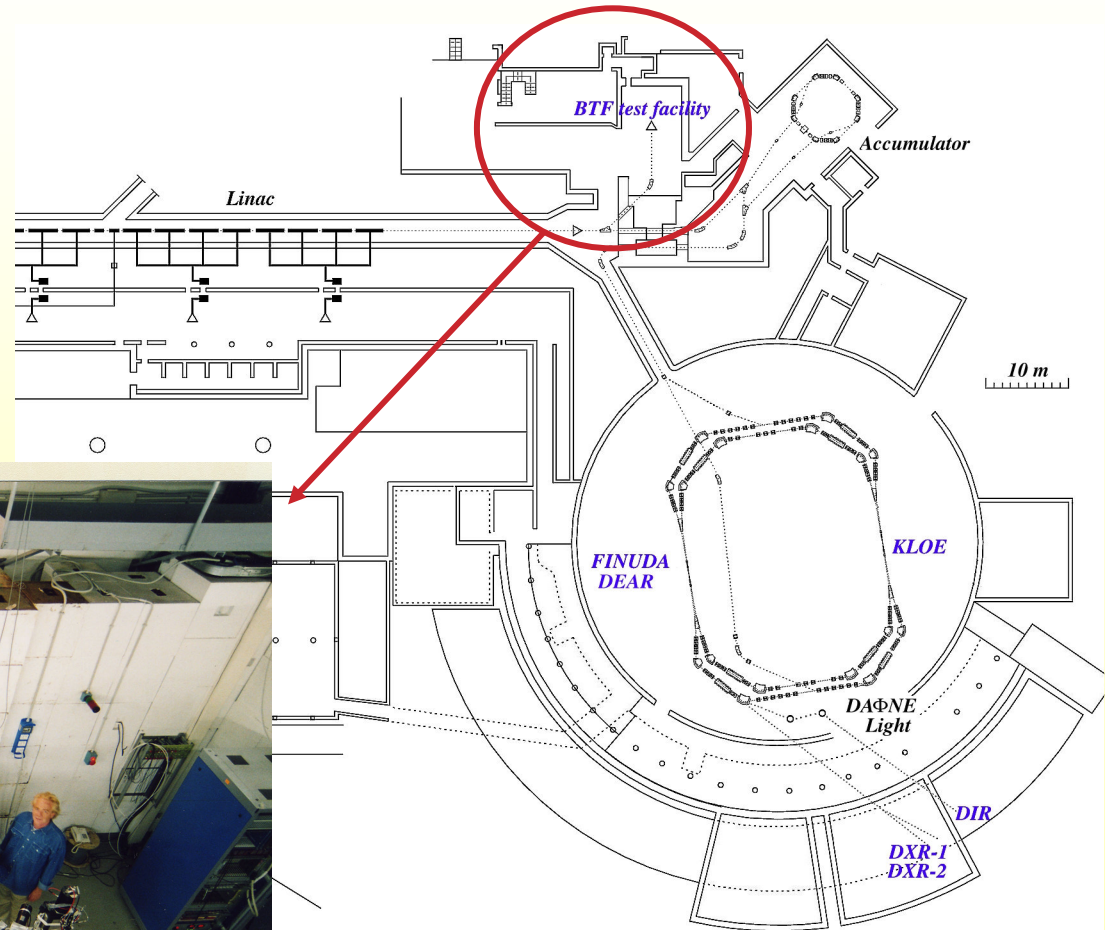 BTF test facility
Accumulator
Linac
10 m
KLOE
FINUDA
DEAR
DAΦNE
Light
DIR
DXR-1
DXR-2